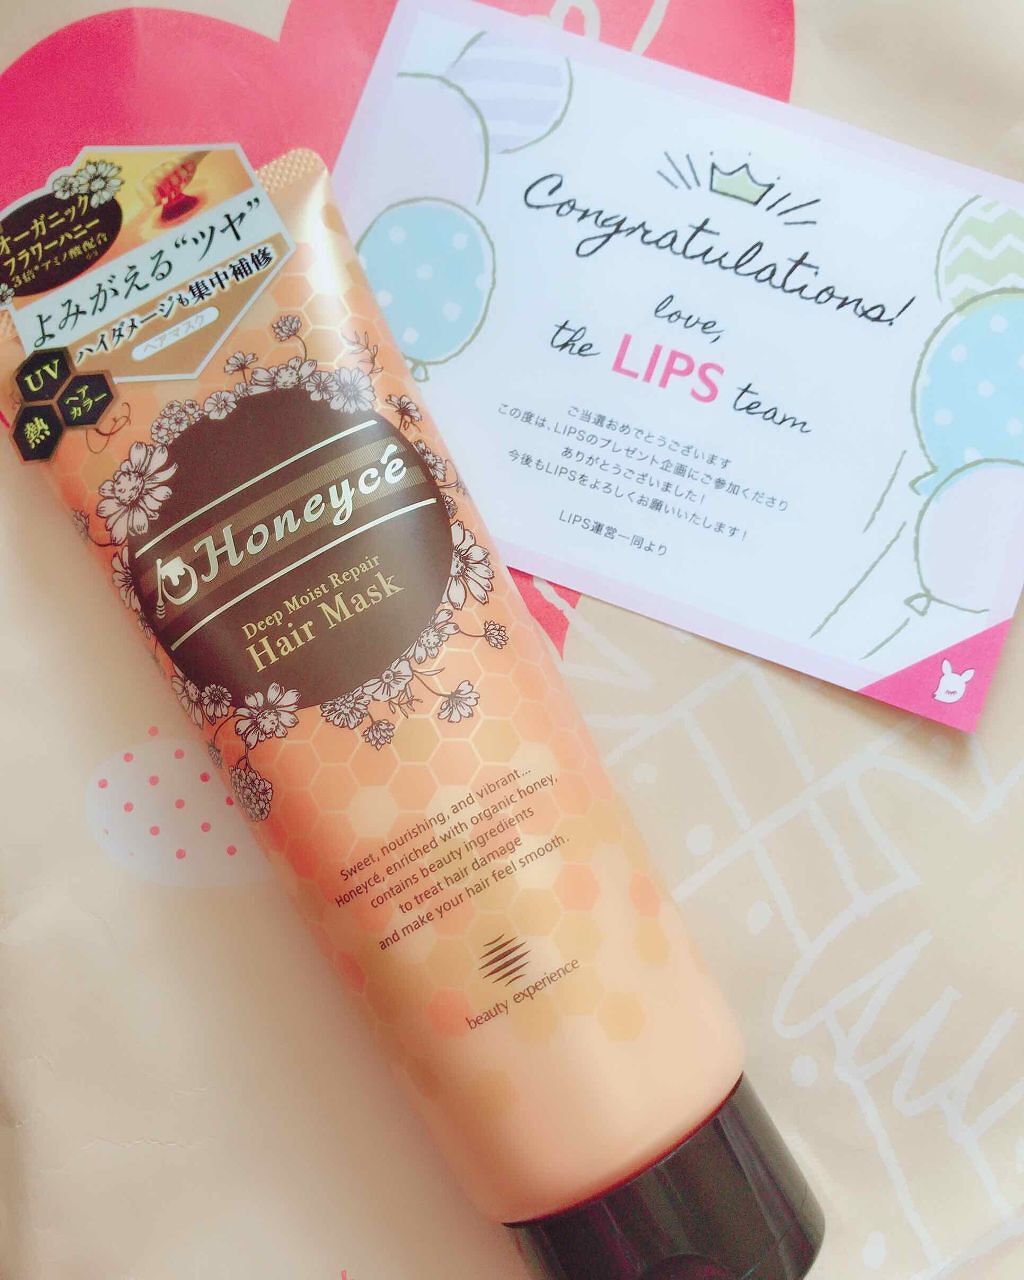 オーガニック
フラワーハニー
3倍*アミノ酸配合
よみがえる“ツヤ”
ハイダメージも集中補修
ヘアマスク
UV
熱
ヘア
カラー
Honeycé
Deep Moist Repair
Hair Mask
Sweet, nourishing, and vibrant...
Honeycé, enriched with organic honey,
contains beauty ingredients
to treat hair damage
and make your hair feel smooth.
beauty experience
Congratulations!
love,
the LIPS team
ご当選おめでとうございます
この度は、LIPSのプレゼント企画にご参加くださり
ありがとうございました!
今後もLIPSをよろしくお願いいたします!
LIPS運営一同より